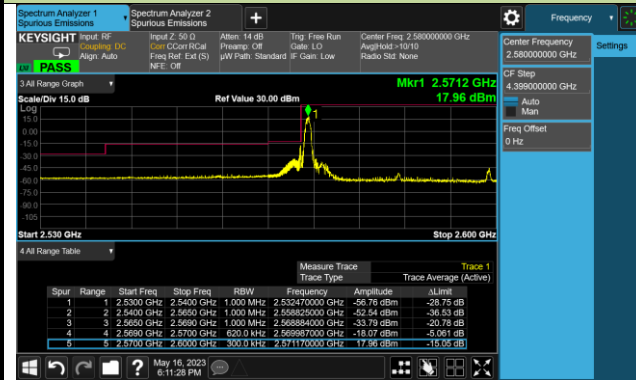 Spectrum Analyzer 1
Spurious Emissions
Spectrum Analyzer 2
Spurious Emissions
Frequency
KEYSIGHT
Input: RF
Coupling: DC
Align: Auto
Input Z: 50 Ω
Corr CCorr RCal
Freq Ref: Ext (S)
NFE: Off
Atten: 14 dB
Preamp: Off
µW Path: Standard
Trig: Free Run
Gate: LO
IF Gain: Low
Center Freq: 2.580000000 GHz
Avg|Hold:>10/10
Radio Std: None
PASS
Center Frequency
2.580000000 GHz
Settings
CF Step
4.399000000 GHz
Auto
Man
Freq Offset
0 Hz
3 All Range Graph
Mkr1 2.5712 GHz
17.96 dBm
Scale/Div 15.0 dB
Ref Value 30.00 dBm
Log
15.0
0.00
-15.0
-30.0
-45.0
-60.0
-75.0
-90.0
-105
1
Start 2.530 GHz
Stop 2.600 GHz
4 All Range Table
Measure Trace Trace 1
Trace Type Trace Average (Active)
Spur Range Start Freq Stop Freq RBW Frequency Amplitude ΔLimit
1 1 2.5300 GHz 2.5400 GHz 1.000 MHz 2.532470000 GHz -56.76 dBm -28.75 dB
2 2 2.5400 GHz 2.5650 GHz 1.000 MHz 2.558825000 GHz -52.54 dBm -36.53 dB
3 3 2.5650 GHz 2.5690 GHz 1.000 MHz 2.568884000 GHz -33.79 dBm -20.78 dB
4 4 2.5690 GHz 2.5700 GHz 620.0 kHz 2.569987000 GHz -18.07 dBm -5.061 dB
5 5 2.5700 GHz 2.6000 GHz 300.0 kHz 2.571170000 GHz 17.96 dBm -15.05 dB
May 16, 2023
6:11:28 PM